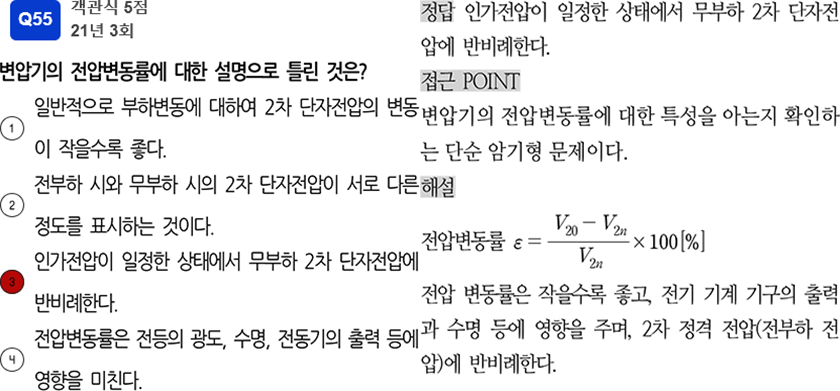 Q55
객관식 5점
21년 3회
변압기의 전압변동률에 대한 설명으로 틀린 것은?
1 일반적으로 부하변동에 대하여 2차 단자전압의 변동
이 작을수록 좋다.
2 전부하 시와 무부하 시의 2차 단자전압이 서로 다른
정도를 표시하는 것이다.
3 인가전압이 일정한 상태에서 무부하 2차 단자전압에
반비례한다.
4 전압변동률은 전등의 광도, 수명, 전동기의 출력 등에
영향을 미친다.
정답 인가전압이 일정한 상태에서 무부하 2차 단자전
압에 반비례한다.
접근 POINT
변압기의 전압변동률에 대한 특성을 아는지 확인하
는 단순 암기형 문제이다.
해설
전압변동률 ε = (V₂₀ − V₂ₙ) / V₂ₙ × 100[%]
전압 변동률은 작을수록 좋고, 전기 기계 기구의 출력
과 수명 등에 영향을 주며, 2차 정격 전압(전부하 전
압)에 반비례한다.